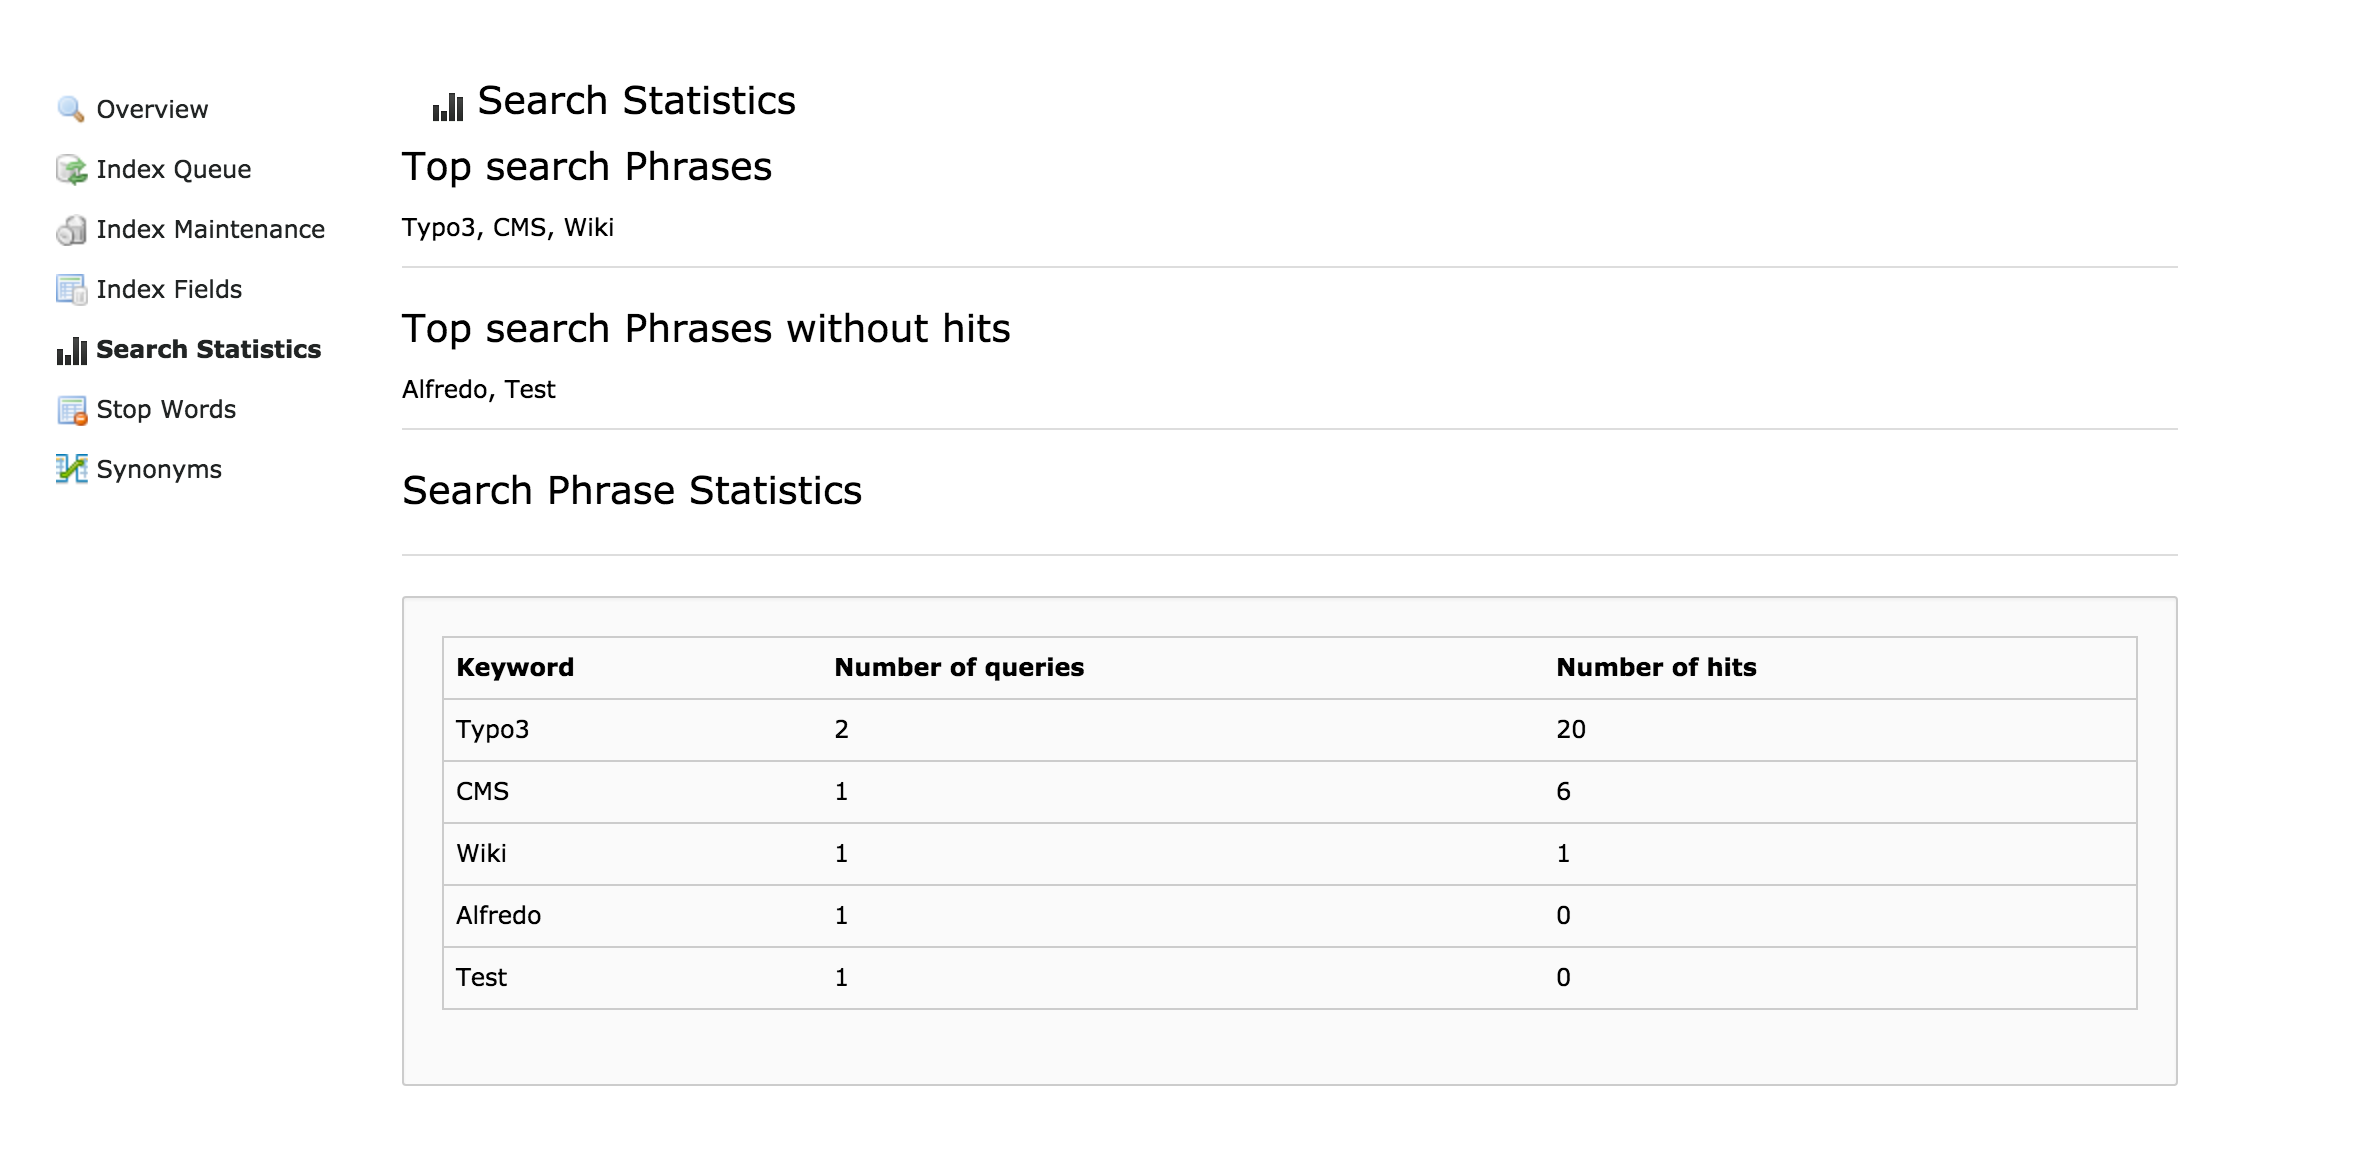 Overview
Index Queue
Index Maintenance
Index Fields
Search Statistics
Stop Words
Synonyms
Search Statistics
Top search Phrases
Typo3, CMS, Wiki
Top search Phrases without hits
Alfredo, Test
Search Phrase Statistics
Keyword Number of queries Number of hits
Typo3 2 20
CMS 1 6
Wiki 1 1
Alfredo 1 0
Test 1 0